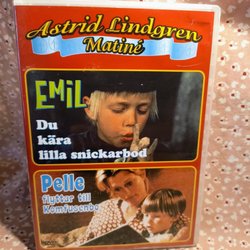 Astrid Lindgren
Matiné
EMIL
Du
kära
lilla snickarbod
Pelle
flyttar till
Komfusenbo